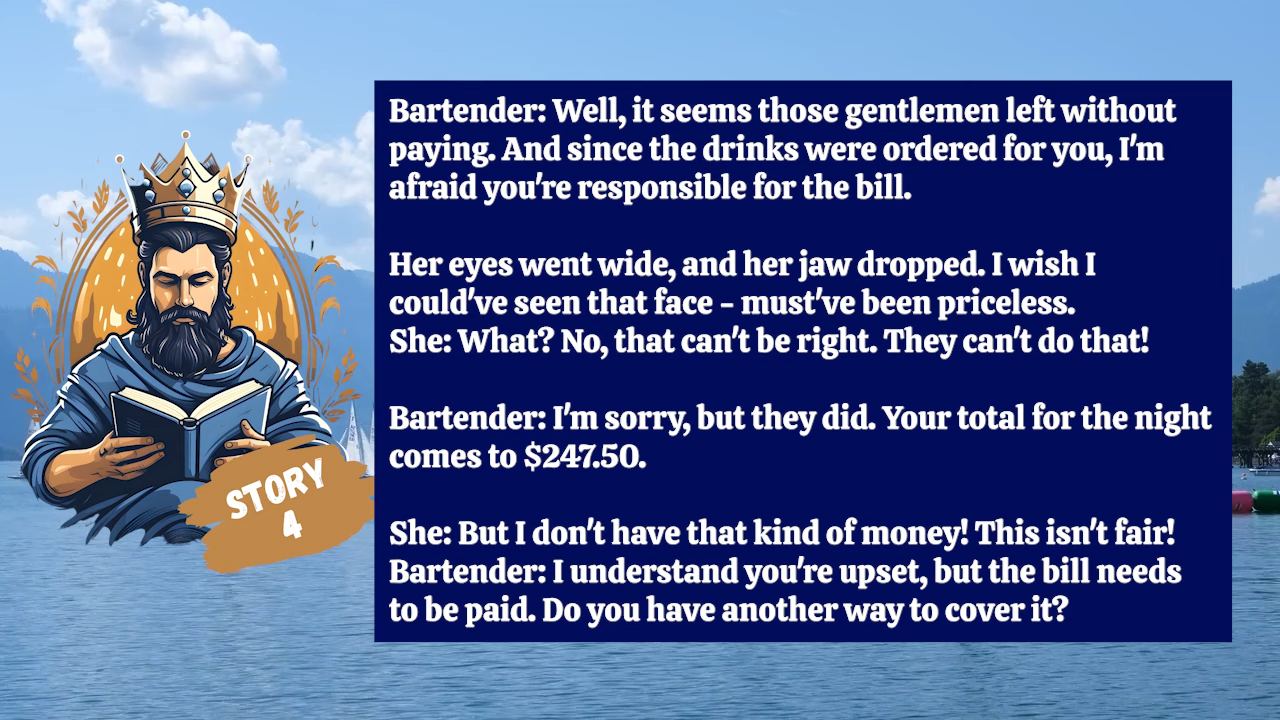 Bartender: Well, it seems those gentlemen left without
paying. And since the drinks were ordered for you, I'm
afraid you're responsible for the bill.
Her eyes went wide, and her jaw dropped. I wish I
could've seen that face - must've been priceless.
She: What? No, that can't be right. They can't do that!
Bartender: I'm sorry, but they did. Your total for the night
comes to $247.50.
She: But I don't have that kind of money! This isn't fair!
Bartender: I understand you're upset, but the bill needs
to be paid. Do you have another way to cover it?
STORY
4